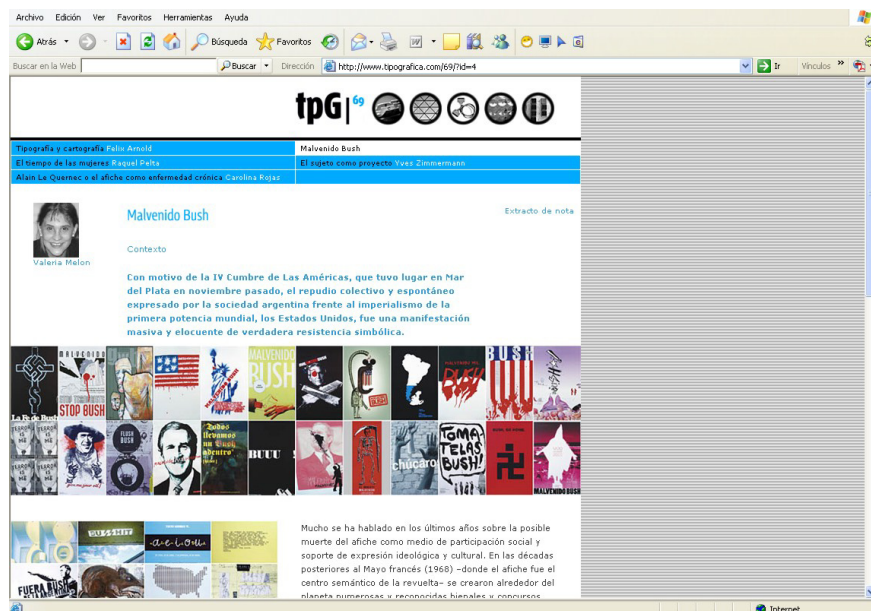 Archivo Edición Ver Favoritos Herramientas Ayuda
Atrás Búsqueda Favoritos
Buscar en la Web Buscar Dirección http://www.tipografica.com/69/?id=4 Ir Vínculos »
tpG|69
Tipografía y cartografía Felix Arnold
Malvenido Bush
El tiempo de las mujeres Raquel Pelta
El sujeto como proyecto Yves Zimmermann
Alain Le Quernec o el afiche como enfermedad crónica Carolina Rojas
Malvenido Bush
Extracto de nota
Valeria Melon
Contexto
Con motivo de la IV Cumbre de Las Américas, que tuvo lugar en Mar
del Plata en noviembre pasado, el repudio colectivo y espontáneo
expresado por la sociedad argentina frente al imperialismo de la
primera potencia mundial, los Estados Unidos, fue una manifestación
masiva y elocuente de verdadera resistencia simbólica.
La Fe de Bush
MALVENIDO
STOP BUSH
MALVENIDO
BUSH
BUSH
BUSH
FLUSH
BUSH
Todos
llevamos
un Bush
adentro
BUUU
chúcaro
TOMA
TELAS
BUSH!
MALVENIDO BUSH
FUERA BUSH
Mucho se ha hablado en los últimos años sobre la posible
muerte del afiche como medio de participación social y
soporte de expresión ideológica y cultural. En las décadas
posteriores al Mayo francés (1968) –donde el afiche fue el
centro semántico de la revuelta– se crearon alrededor del
planeta numerosas y reconocidas bienales y concursos
Internet